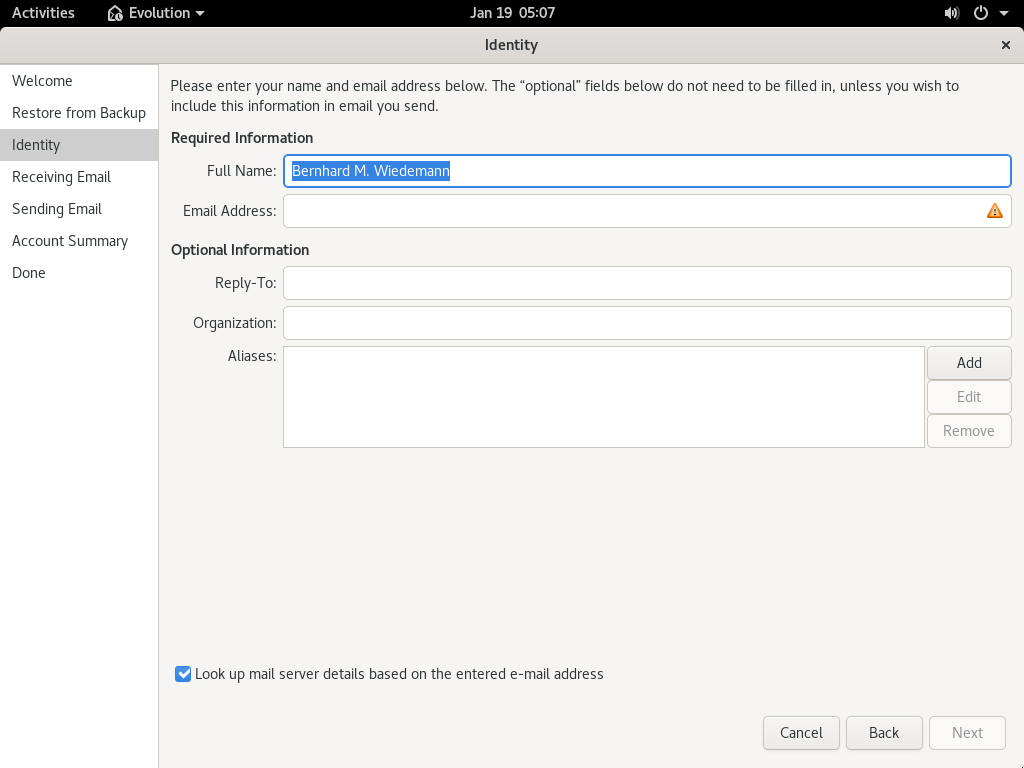 Activities
Evolution
Jan 19 05:07
Identity
Welcome
Restore from Backup
Identity
Receiving Email
Sending Email
Account Summary
Done
Please enter your name and email address below. The “optional” fields below do not need to be filled in, unless you wish to
include this information in email you send.
Required Information
Full Name: Bernhard M. Wiedemann
Email Address:
Optional Information
Reply-To:
Organization:
Aliases:
Add
Edit
Remove
Look up mail server details based on the entered e-mail address
Cancel
Back
Next